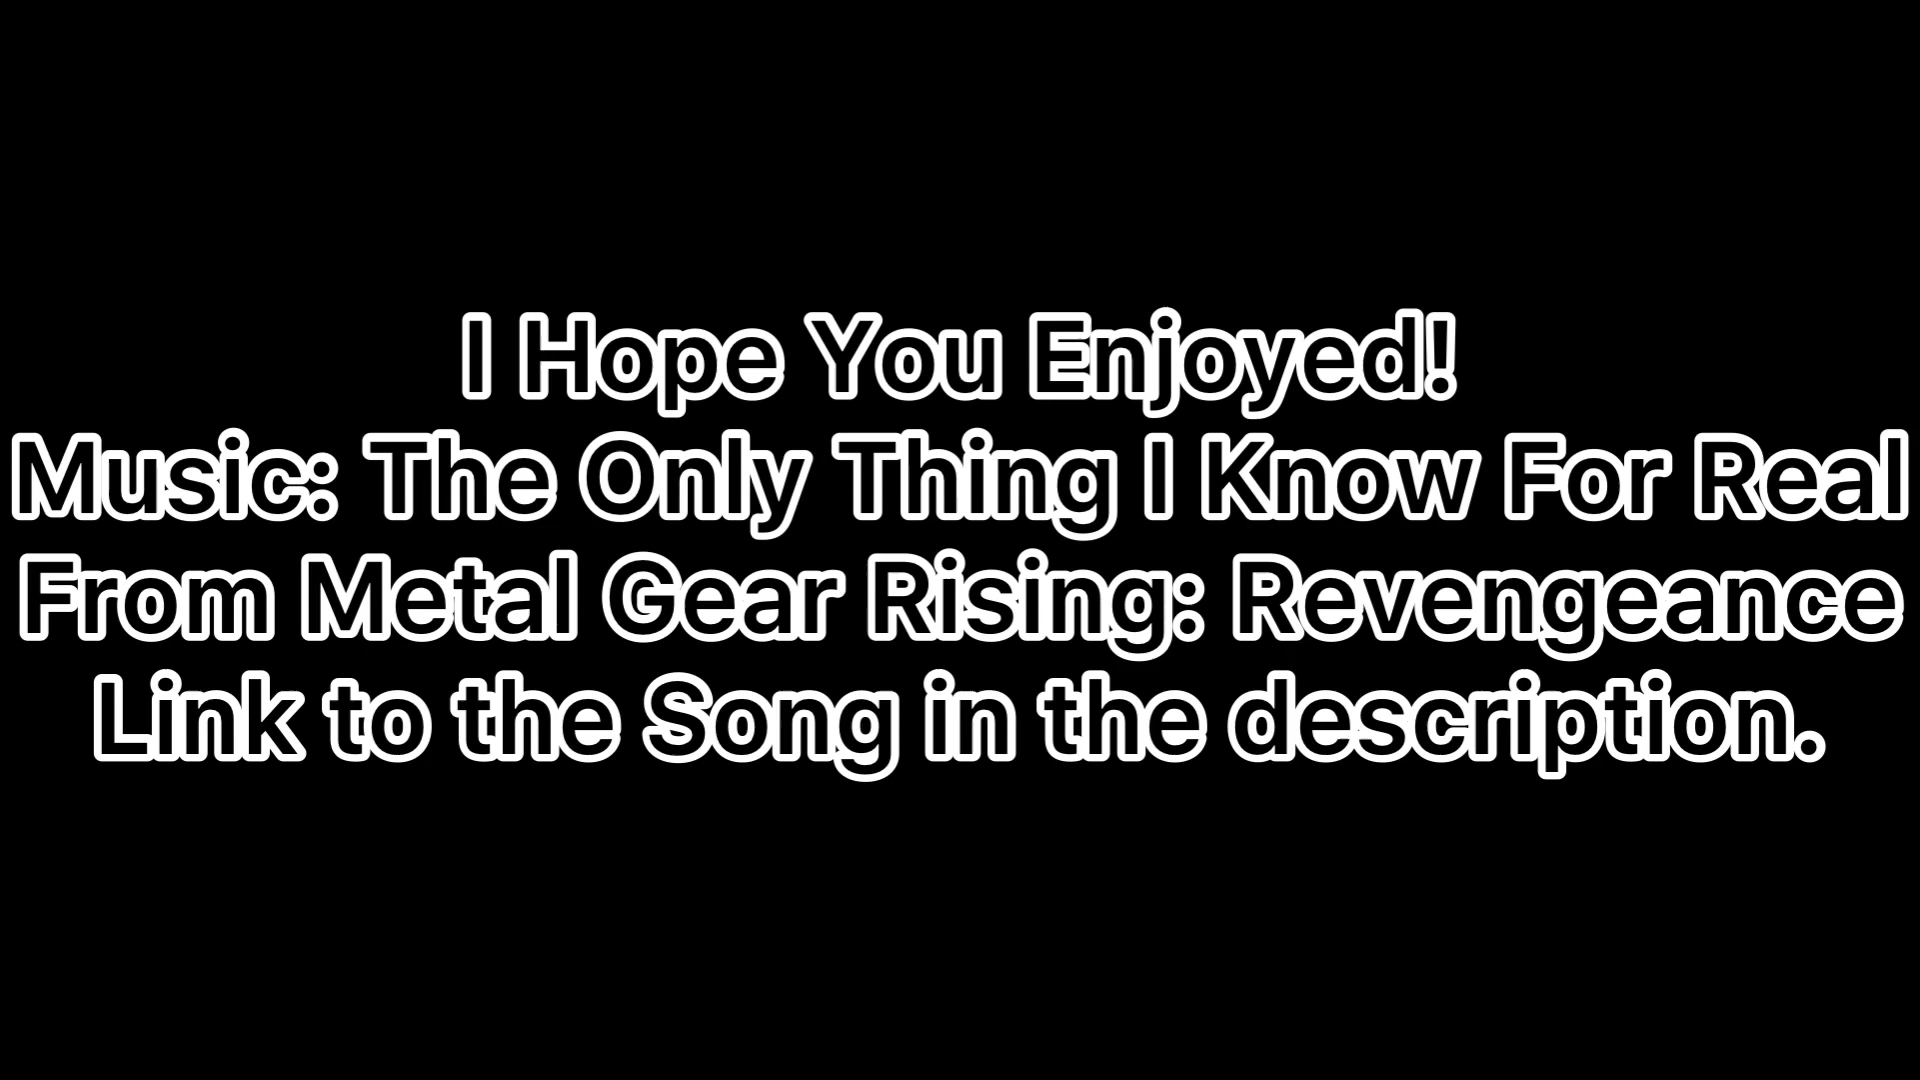 I Hope You Enjoyed!
Music: The Only Thing I Know For Real
From Metal Gear Rising: Revengeance
Link to the Song in the description.